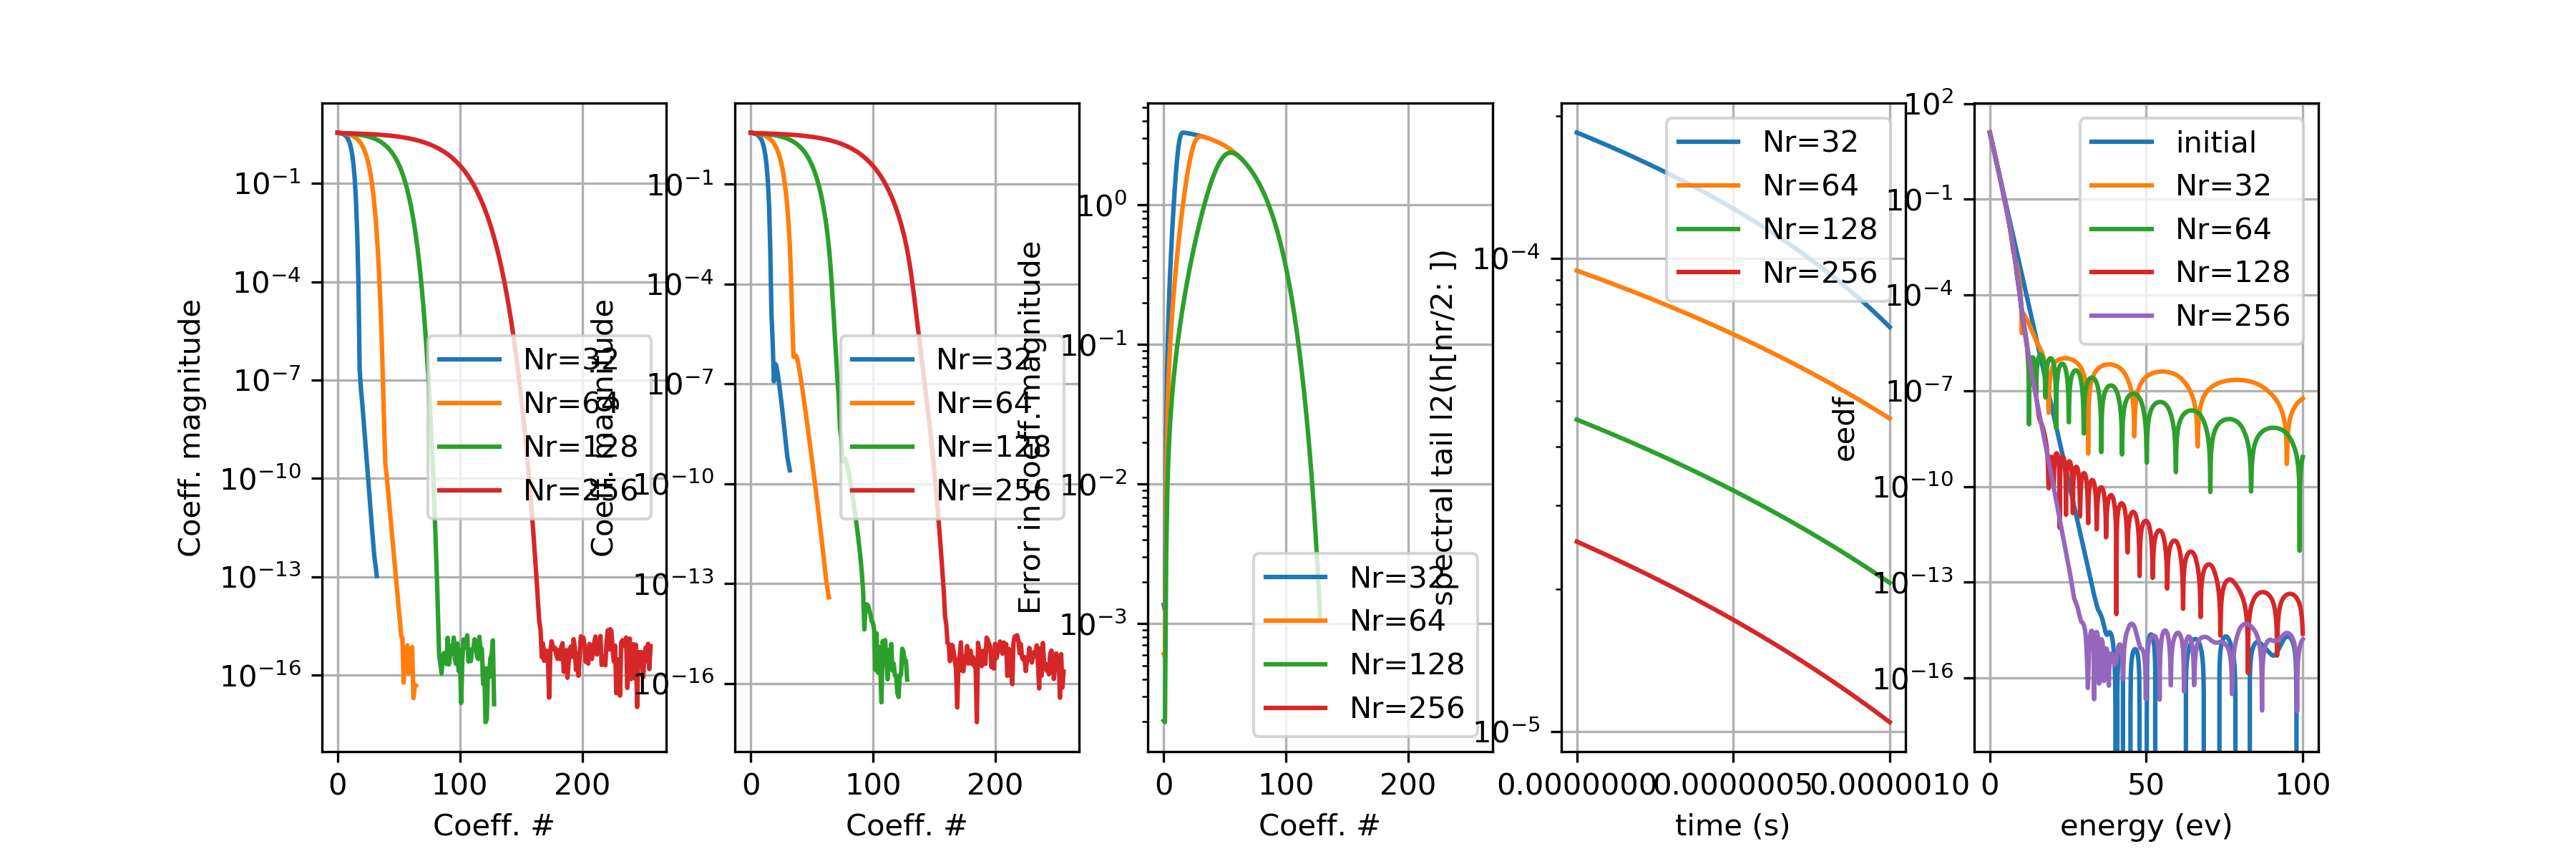 Coeff. magnitude
10⁻¹
10⁻⁴
10⁻⁷
10⁻¹⁰
10⁻¹³
10⁻¹⁶
Nr=32
Nr=64
Nr=128
Nr=256
0 100 200
Coeff. #
Coeff. magnitude
10⁻¹
10⁻⁴
10⁻⁷
10⁻¹⁰
10⁻¹³
10⁻¹⁶
Nr=32
Nr=64
Nr=128
Nr=256
0 100 200
Coeff. #
Error in coeff. magnitude
10⁰
10⁻¹
10⁻²
10⁻³
Nr=32
Nr=64
Nr=128
Nr=256
0 100 200
Coeff. #
spectral tail l2(h[nr/2: ])
10⁻⁴
10⁻⁵
Nr=32
Nr=64
Nr=128
Nr=256
0.0000000 0.0000005 0.0000010
time (s)
eedf
10²
10⁻¹
10⁻⁴
10⁻⁷
10⁻¹⁰
10⁻¹³
10⁻¹⁶
initial
Nr=32
Nr=64
Nr=128
Nr=256
0 50 100
energy (ev)